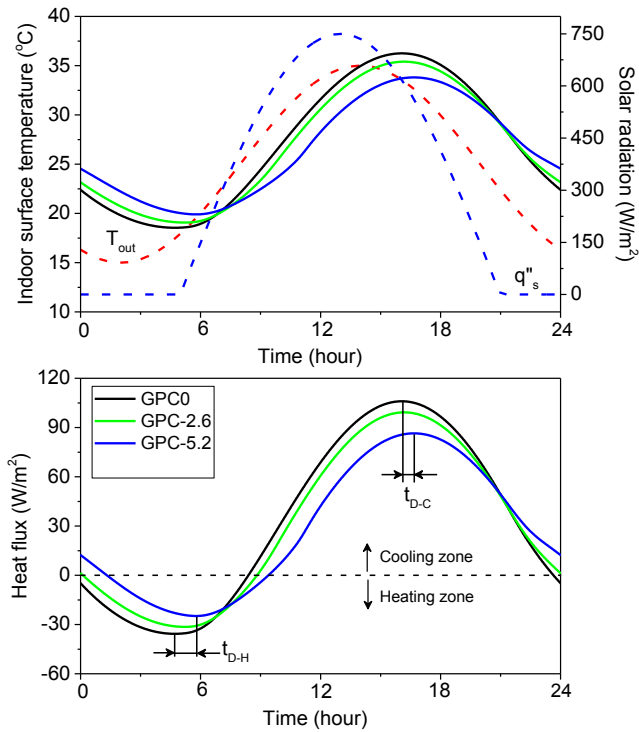 Indoor surface temperature (°C)
40
35
30
25
20
15
10
T_out
q"_s
750
600
450
300
150
0
Solar radiation (W/m²)
0 6 12 18 24
Time (hour)
Heat flux (W/m²)
120
90
60
30
0
-30
-60
GPC0
GPC-2.6
GPC-5.2
t_D-C
Cooling zone
Heating zone
t_D-H
0 6 12 18 24
Time (hour)